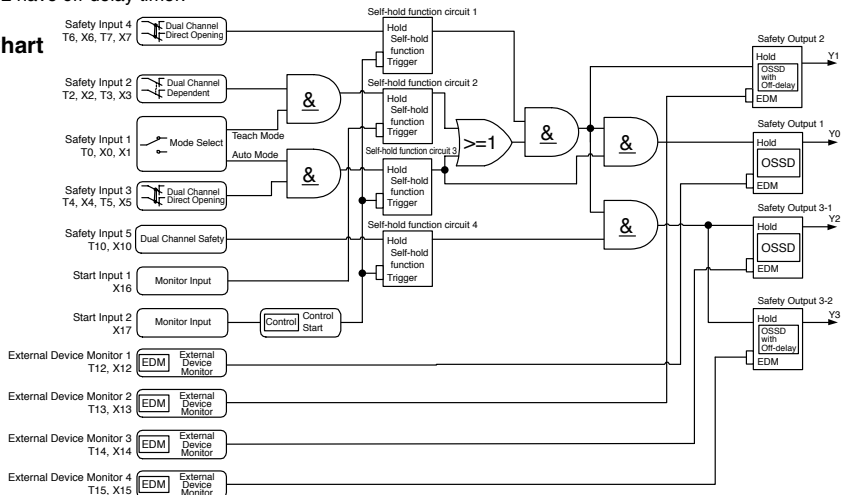 Safety Input 4
T6, X6, T7, X7
Dual Channel
Direct Opening
hart
Safety Input 2
T2, X2, T3, X3
Dual Channel
Dependent
Safety Input 1
T0, X0, X1
Mode Select
Teach Mode
Auto Mode
Safety Input 3
T4, X4, T5, X5
Dual Channel
Direct Opening
Safety Input 5
T10, X10
Dual Channel Safety
Start Input 1
X16
Monitor Input
Start Input 2
X17
Monitor Input
Control
Control
Start
External Device Monitor 1
T12, X12
EDM
External
Device
Monitor
External Device Monitor 2
T13, X13
EDM
External
Device
Monitor
External Device Monitor 3
T14, X14
EDM
External
Device
Monitor
External Device Monitor 4
T15, X15
EDM
External
Device
Monitor
&
&
Self-hold function circuit 1
Hold
Self-hold
function
Trigger
Self-hold function circuit 2
Hold
Self-hold
function
Trigger
Self-hold function circuit 3
Hold
Self-hold
function
Trigger
Self-hold function circuit 4
Hold
Self-hold
function
Trigger
>=1
&
&
&
Safety Output 2
Hold
OSSD
with
Off-delay
EDM
Y1
Safety Output 1
Hold
OSSD
EDM
Y0
Safety Output 3-1
Hold
OSSD
EDM
Y2
Safety Output 3-2
Hold
OSSD
with
Off-delay
EDM
Y3